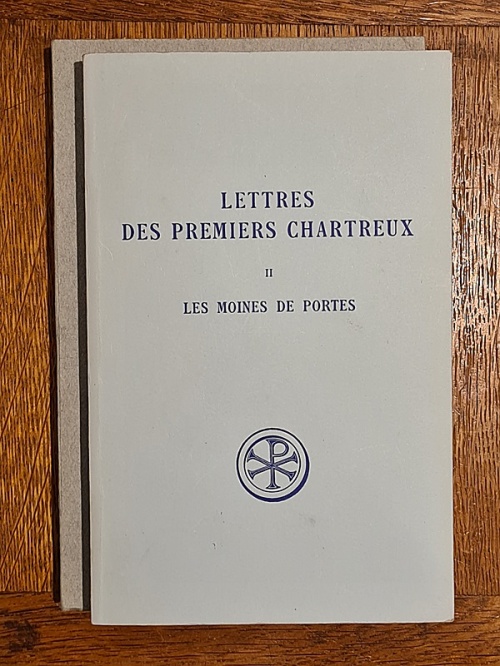 LETTRES
DES PREMIERS CHARTREUX
II
LES MOINES DE PORTES